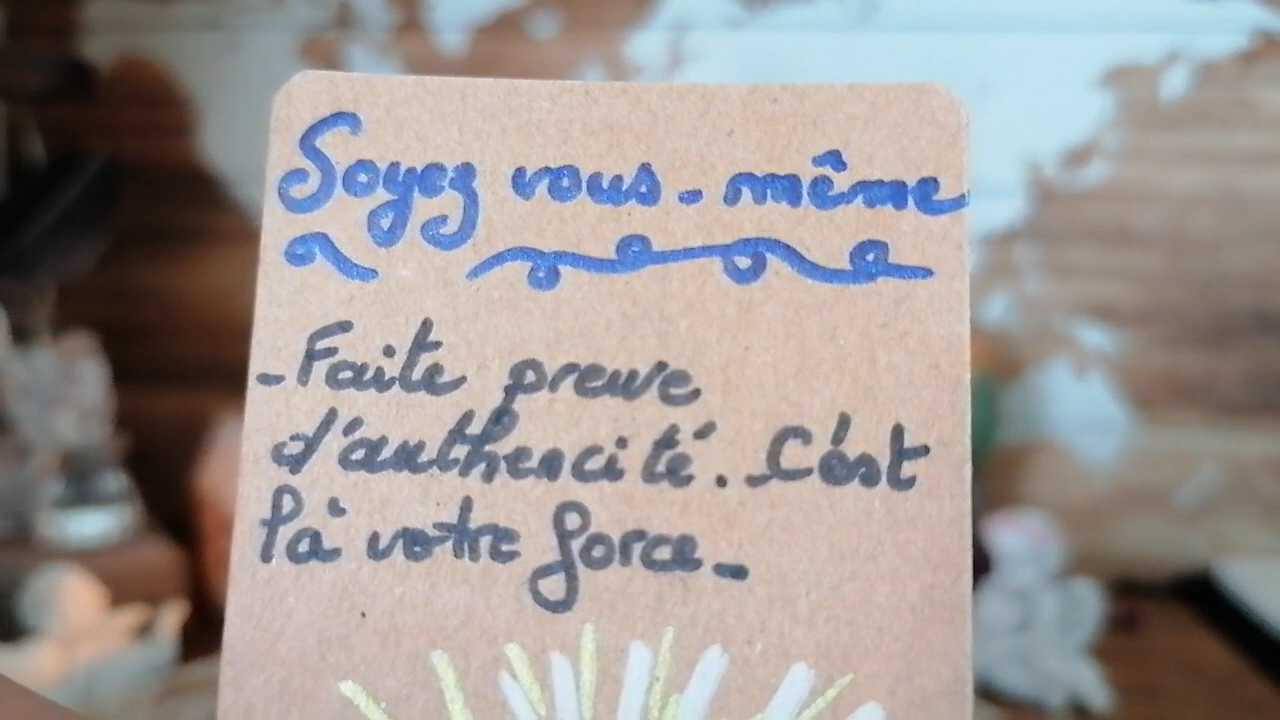 Soyez vous-même
-Faite preuve
d'authencité. C'est
là votre force-